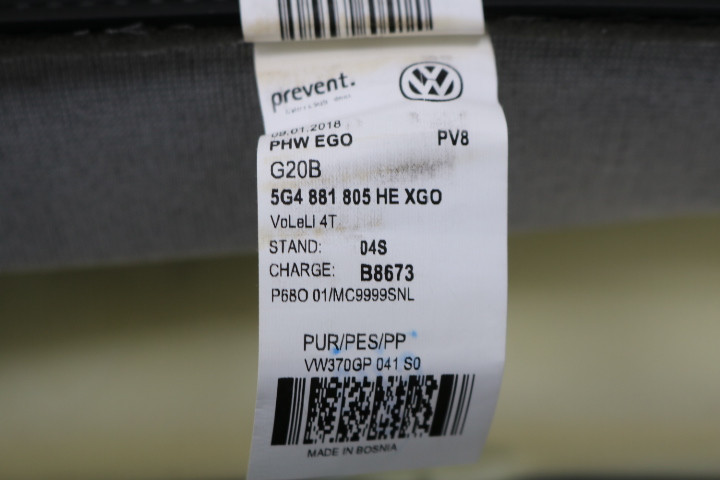 prevent.
09.01.2018
PHW EGO PV8
G20B
5G4 881 805 HE XGO
VoLeLi 4T
STAND: 04S
CHARGE: B8673
P68O 01/MC9999SNL
PUR/PES/PP
VW370GP 041 S0
MADE IN BOSNIA